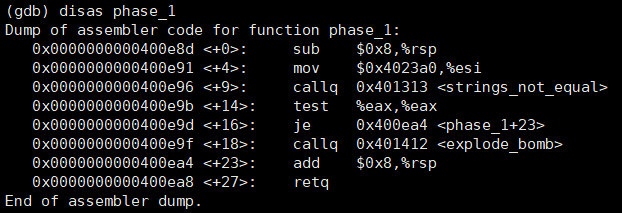 (gdb) disas phase_1
Dump of assembler code for function phase_1:
   0x0000000000400e8d <+0>:     sub    $0x8,%rsp
   0x0000000000400e91 <+4>:     mov    $0x4023a0,%esi
   0x0000000000400e96 <+9>:     callq  0x401313 <strings_not_equal>
   0x0000000000400e9b <+14>:    test   %eax,%eax
   0x0000000000400e9d <+16>:    je     0x400ea4 <phase_1+23>
   0x0000000000400e9f <+18>:    callq  0x401412 <explode_bomb>
   0x0000000000400ea4 <+23>:    add    $0x8,%rsp
   0x0000000000400ea8 <+27>:    retq
End of assembler dump.